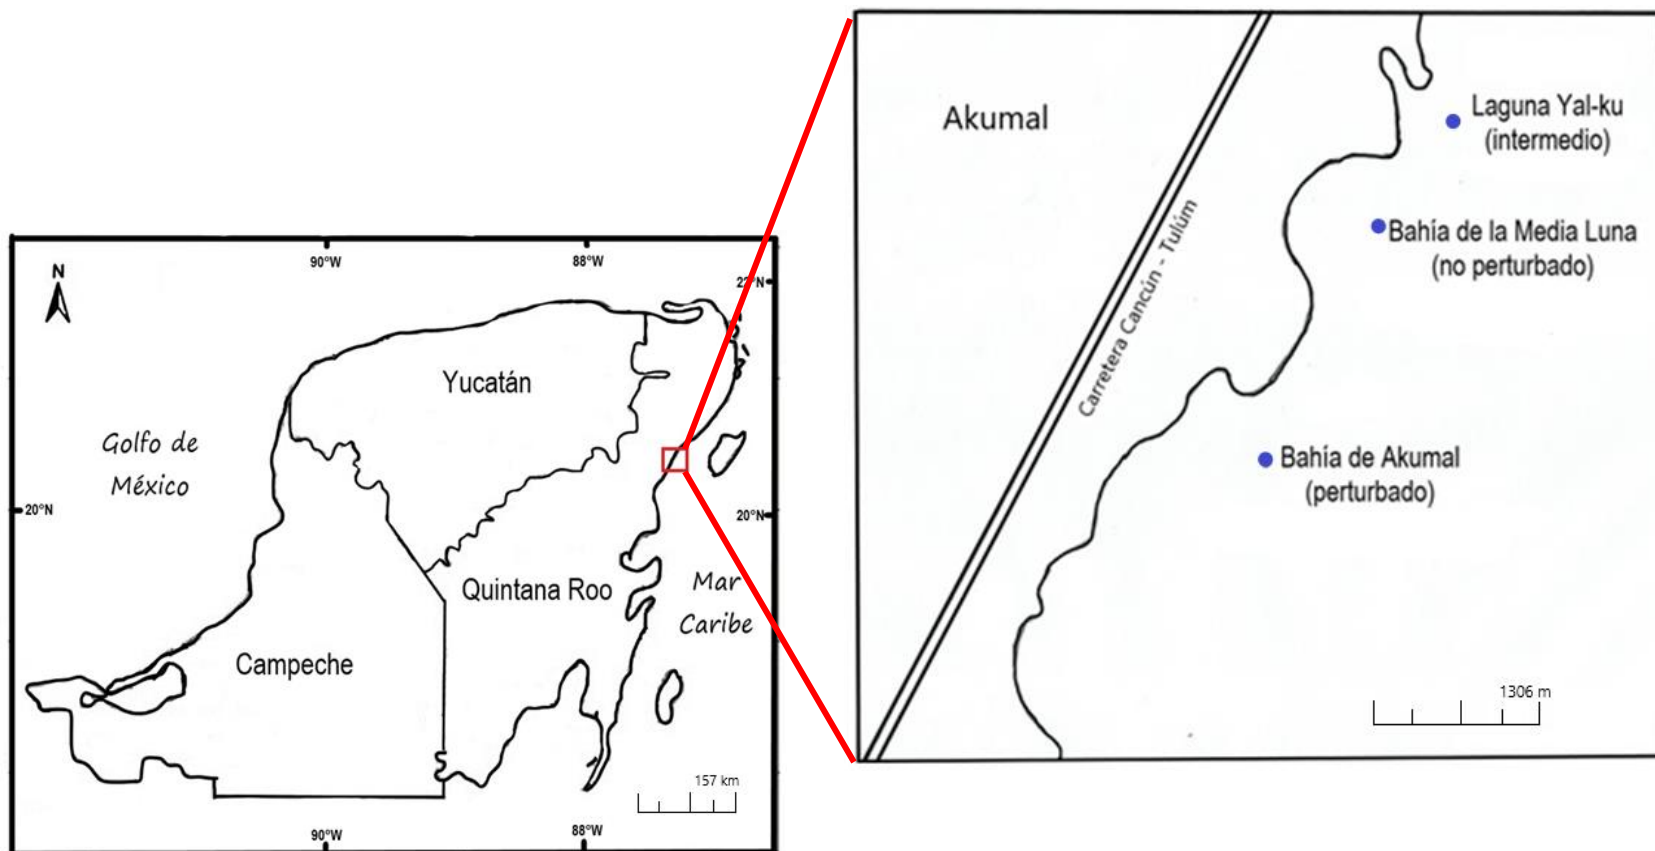 N
90°W
88°W
22°N
Yucatán
Golfo de
México
20°N
20°N
Quintana Roo
Mar
Caribe
Campeche
157 km
90°W
88°W
Akumal
Carretera Cancún - Tulúm
Laguna Yal-ku
(intermedio)
Bahía de la Media Luna
(no perturbado)
Bahía de Akumal
(perturbado)
1306 m